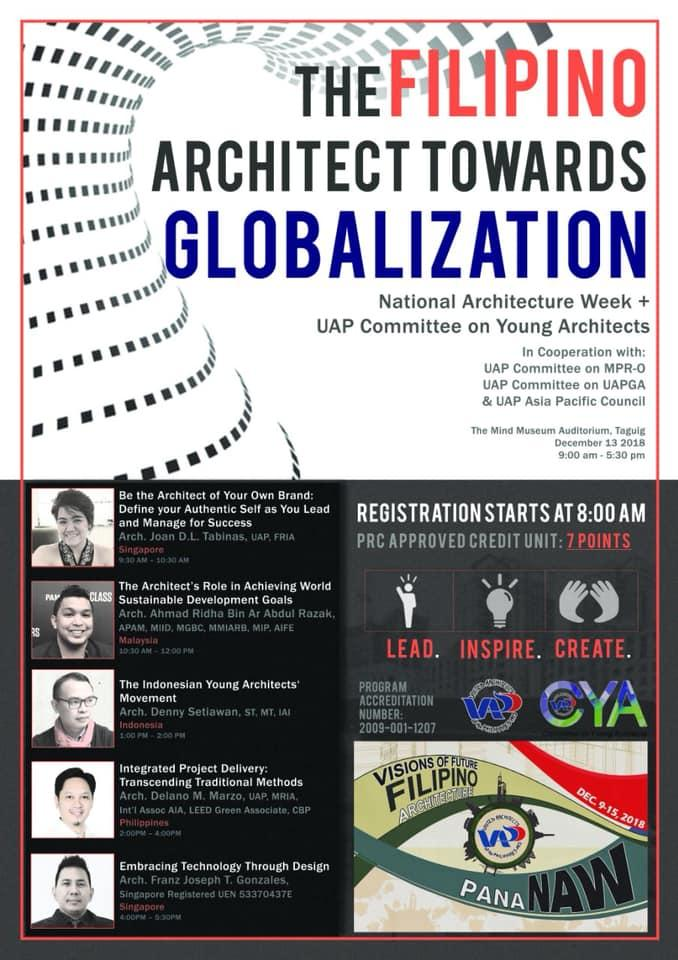 THE FILIPINO
ARCHITECT TOWARDS
GLOBALIZATION
National Architecture Week +
UAP Committee on Young Architects
In Cooperation with:
UAP Committee on MPR-O
UAP Committee on UAPGA
& UAP Asia Pacific Council
The Mind Museum Auditorium, Taguig
December 13 2018
9:00 am - 5:30 pm
Be the Architect of Your Own Brand:
Define your Authentic Self as You Lead
and Manage for Success
Arch. Joan D.L. Tabinas, UAP, FRIA
Singapore
9:30 AM – 10:30 AM
CLASS
The Architect's Role in Achieving World
Sustainable Development Goals
Arch. Ahmad Ridha Bin Ar Abdul Razak,
APAM, MIID, MGBC, MMIARB, MIP, AIFE
Malaysia
10:30 AM – 12:00 PM
The Indonesian Young Architects'
Movement
Arch. Denny Setiawan, ST, MT, IAI
Indonesia
1:00 PM – 2:00 PM
Integrated Project Delivery:
Transcending Traditional Methods
Arch. Delano M. Marzo, UAP, MRIA,
Int'l Assoc AIA, LEED Green Associate, CBP
Philippines
2:00PM – 4:00PM
Embracing Technology Through Design
Arch. Franz Joseph T. Gonzales,
Singapore Registered UEN 53370437E
Singapore
4:00PM – 5:30PM
REGISTRATION STARTS AT 8:00 AM
PRC APPROVED CREDIT UNIT: 7 POINTS
LEAD. INSPIRE. CREATE.
PROGRAM
ACCREDITATION
NUMBER:
2009-001-1207
UAP
CYA
VISIONS OF FUTURE
FILIPINO
ARCHITECTURE
DEC. 9-15, 2018
UAP
PANANAW